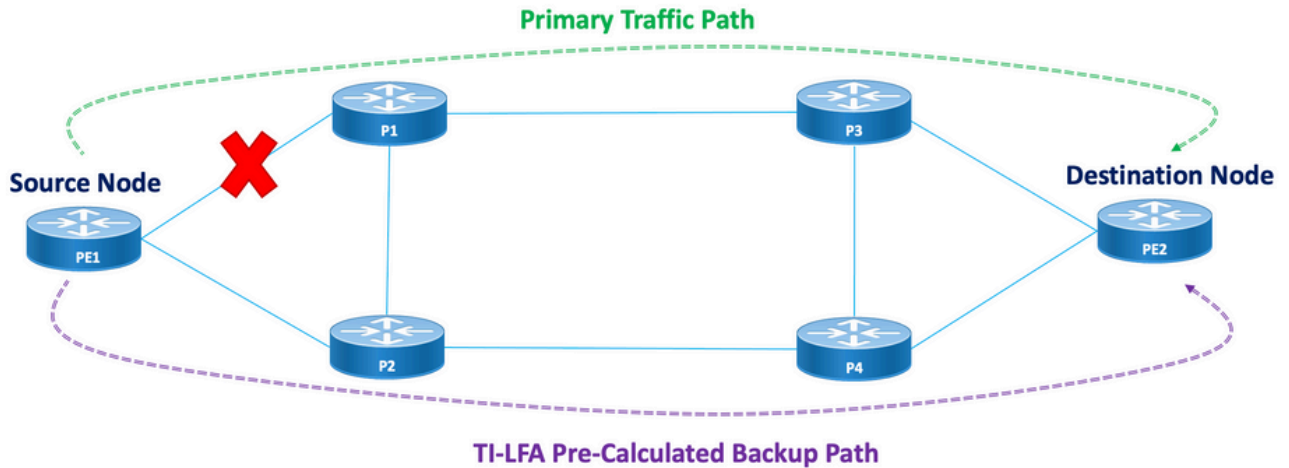 Primary Traffic Path
P1
P3
Source Node
Destination Node
PE1
PE2
P2
P4
TI-LFA Pre-Calculated Backup Path